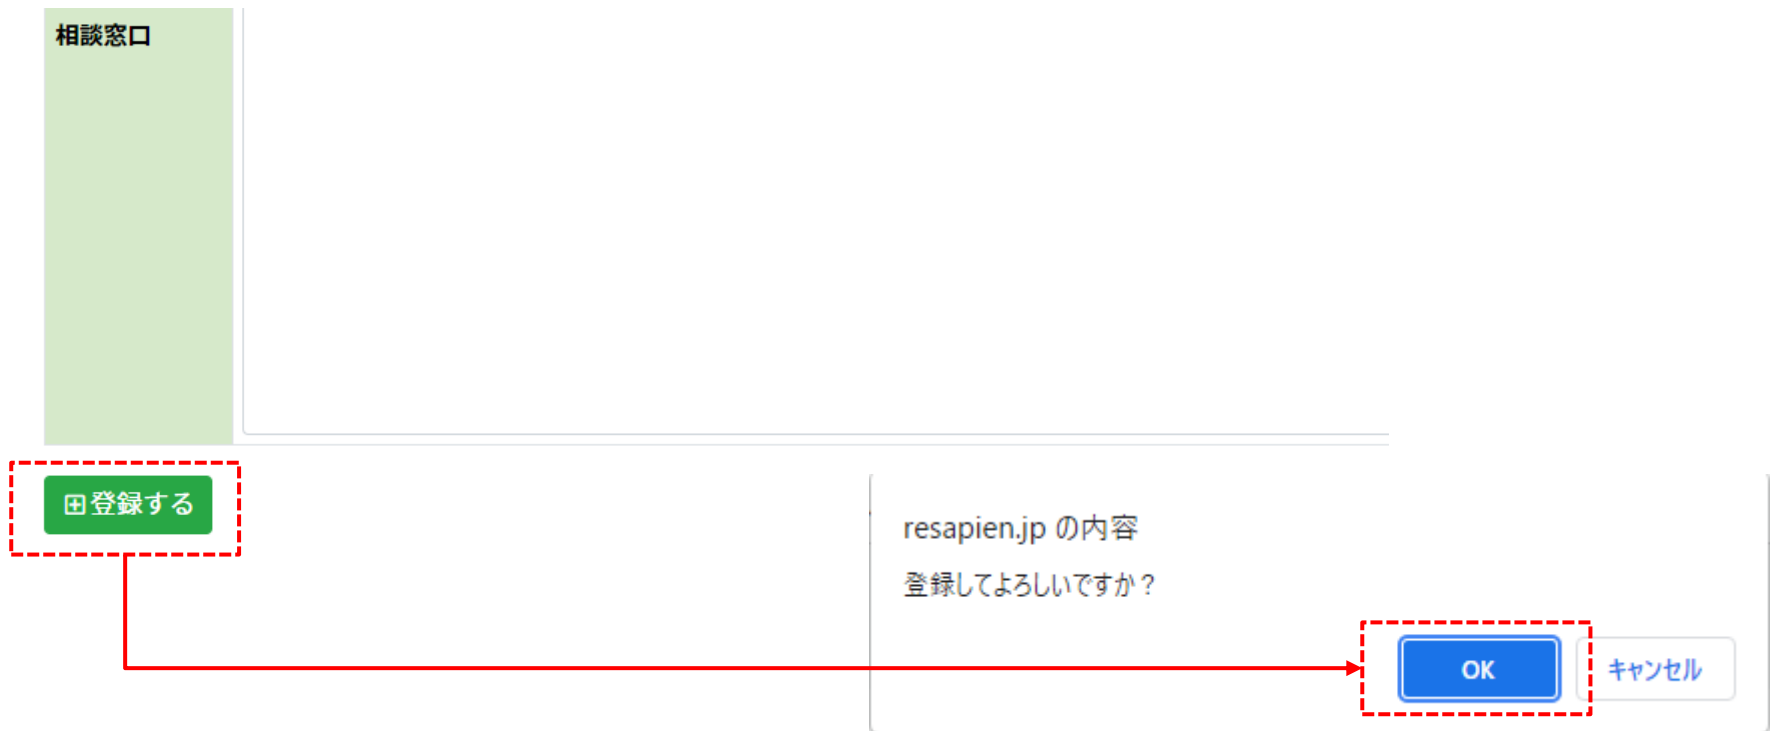 相談窓口
登録する
resapien.jp の内容
登録してよろしいですか？
OK
キャンセル